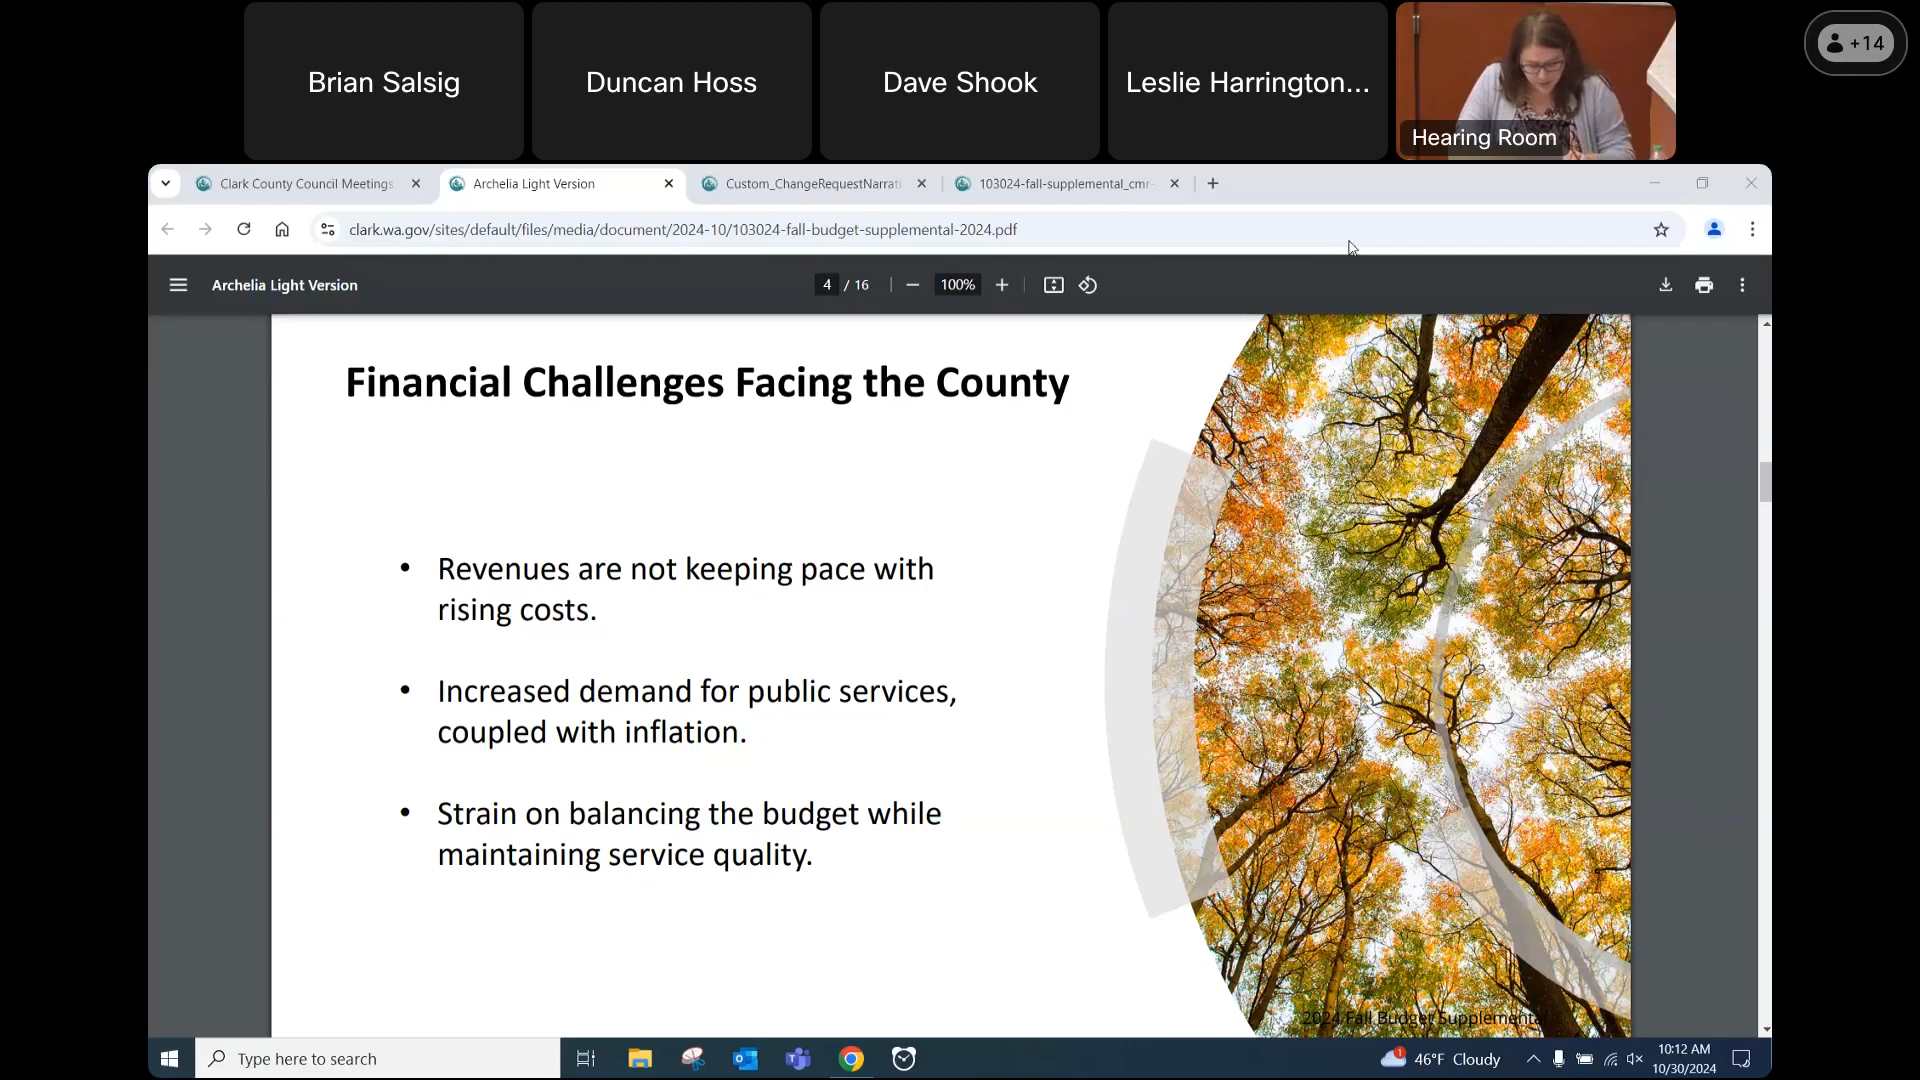 Brian Salsig
Duncan Hoss
Dave Shook
Leslie Harrington...
Hearing Room
+14
Clark County Council Meetings
Archelia Light Version
Custom_ChangeRequestNarrati
103024-fall-supplemental_cmr-
clark.wa.gov/sites/default/files/media/document/2024-10/103024-fall-budget-supplemental-2024.pdf
Archelia Light Version
4 / 16
100%
Financial Challenges Facing the County
• Revenues are not keeping pace with
rising costs.
• Increased demand for public services,
coupled with inflation.
• Strain on balancing the budget while
maintaining service quality.
2024 Fall Budget Supplemental
Type here to search
1
46°F Cloudy
10:12 AM
10/30/2024